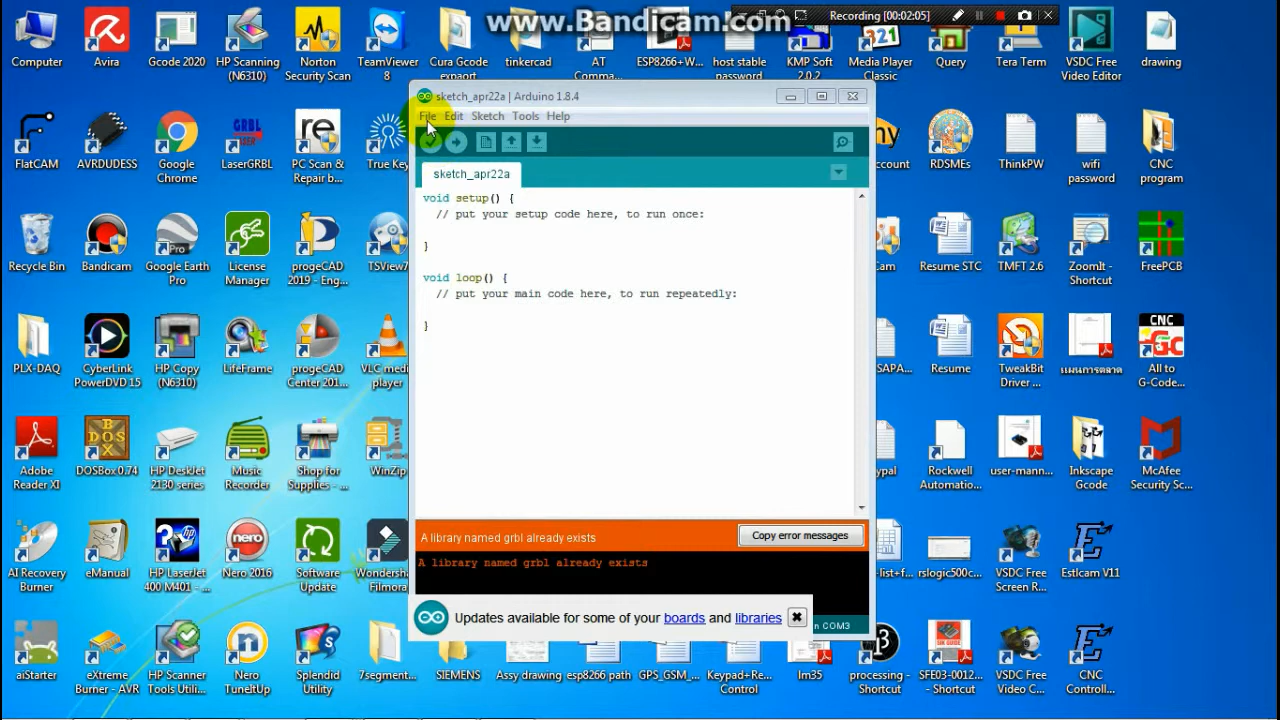 www.Bandicam.com
Recording [00:02:05]
Computer
Avira
Gcode 2020
HP Scanning
(N6310)
Norton
Security Scan
TeamViewer
8
Cura Gcode
tinkercad
AT
Comma...
ESP8266+W...
host stable
password
KMP Soft
2.0.2
Media Player
Classic
Query
Tera Term
VSDC Free
Video Editor
drawing
sketch_apr22a | Arduino 1.8.4
File Edit Sketch Tools Help
sketch_apr22a
void setup() {
// put your setup code here, to run once:
}
void loop() {
// put your main code here, to run repeatedly:
}
A library named grbl already exists
Copy error messages
A library named grbl already exists
Updates available for some of your boards and libraries
n COM3
FlatCAM
AVRDUDESS
Google
Chrome
GRBL
LaserGRBL
re
PC Scan &
Repair b...
True Key
ccount
RDSMEs
ThinkPW
wifi
password
CNC
program
Recycle Bin
Bandicam
Pro
Google Earth
Pro
License
Manager
progeCAD
2019 - Eng...
TSView7
Cam
Resume STC
TMFT 2.6
ZoomIt -
Shortcut
FreePCB
PLX-DAQ
CyberLink
PowerDVD 15
HP Copy
(N6310)
LifeFrame
progeCAD
Center 201...
VLC med
player
SAPA...
Resume
TweakBit
Driver ...
แผนการตลาด
CNC
All to
G-Code...
Adobe
Reader XI
DOSBox 0.74
HP Deskjet
2130 series
Music
Recorder
Shop for
Supplies - ...
WinZip
ypal
Rockwell
Automatio...
user-mann...
Inkscape
Gcode
McAfee
Security Sc...
AI Recovery
Burner
eManual
HP LaserJet
400 M401 - ...
nero
Nero 2016
Software
Update
Wondersha
Filmora
-list+f...
rslogic500c...
VSDC Free
Screen R...
Estlcam V11
aiStarter
eXtreme
Burner - AVR
HP Scanner
Tools Utili...
Nero
TuneItUp
Splendid
Utility
7segment...
SIEMENS
Assy drawing
esp8266 path
GPS_GSM_...
Keypad+Re...
Control
lm35
processing -
Shortcut
SFE03-0012...
- Shortcut
VSDC Free
Video C...
CNC
Controll...